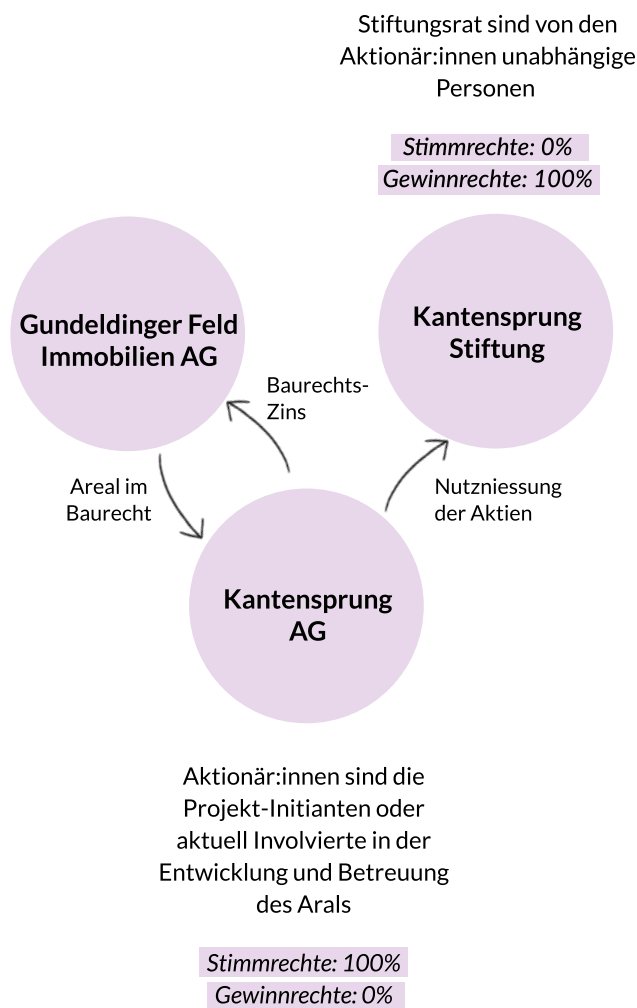 Stiftungsrat sind von den
Aktionär:innen unabhängige
Personen
Stimmrechte: 0%
Gewinnrechte: 100%
Gundeldinger Feld
Immobilien AG
Kantensprung
Stiftung
Baurechts-
Zins
Areal im
Baurecht
Nutzniessung
der Aktien
Kantensprung
AG
Aktionär:innen sind die
Projekt-Initianten oder
aktuell Involvierte in der
Entwicklung und Betreuung
des Arals
Stimmrechte: 100%
Gewinnrechte: 0%